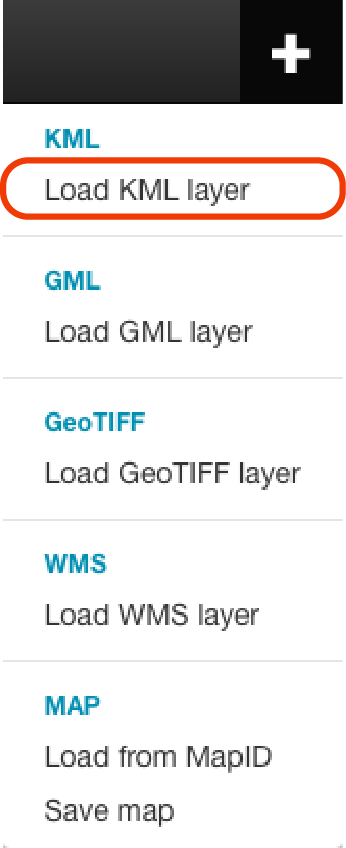 KML
Load KML layer
GML
Load GML layer
GeoTIFF
Load GeoTIFF layer
WMS
Load WMS layer
MAP
Load from MapID
Save map